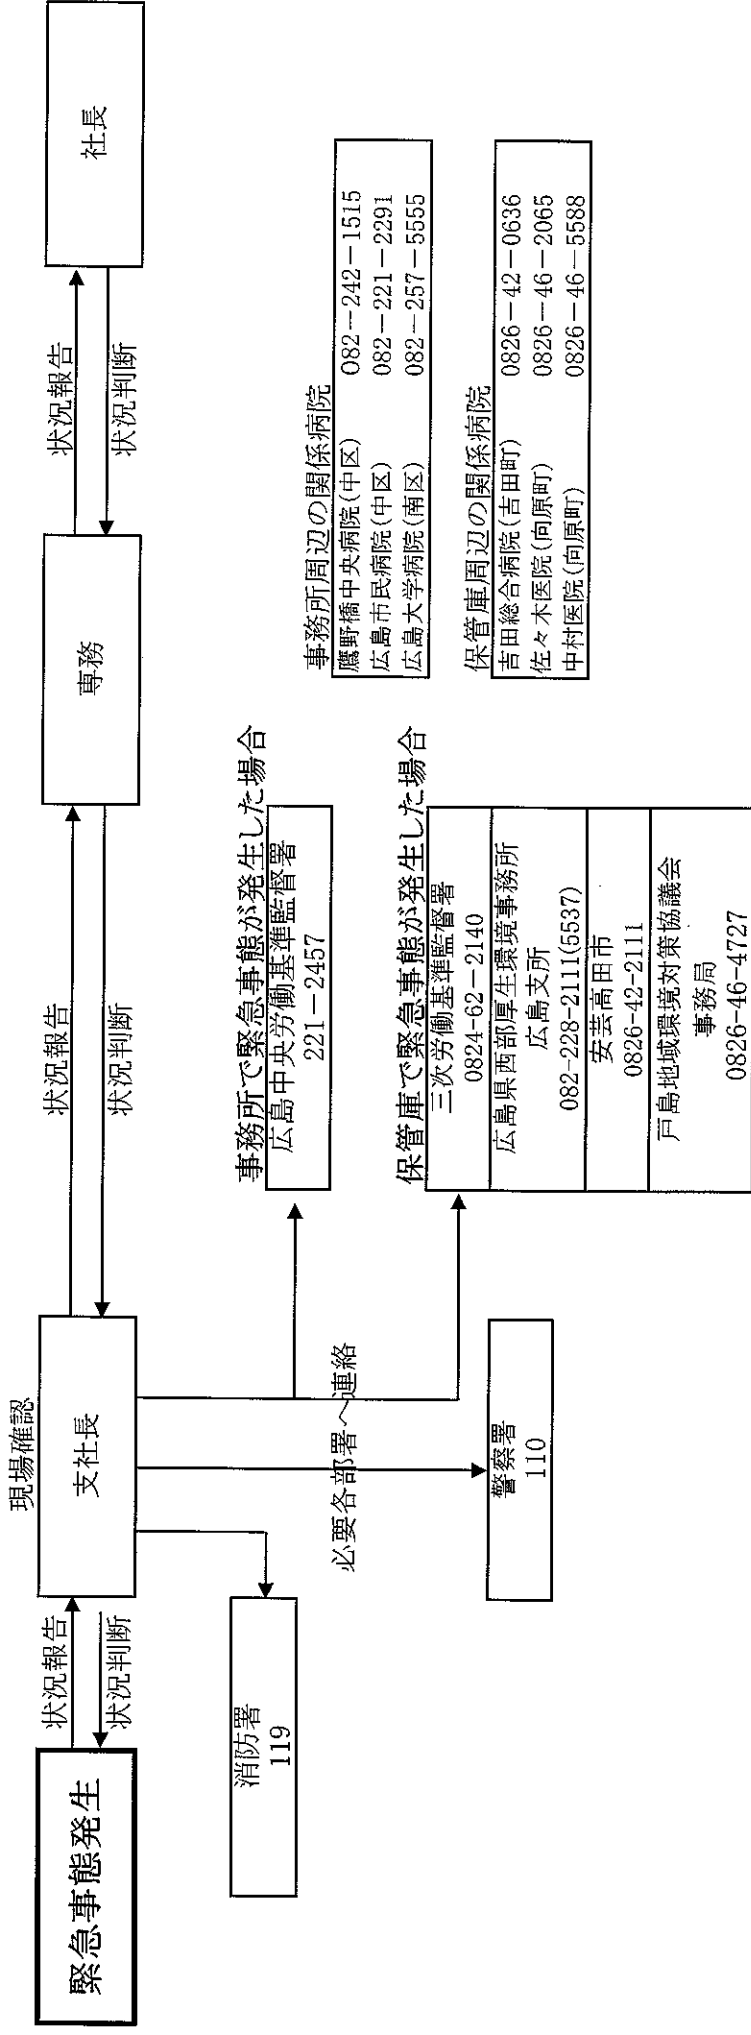 緊急事態発生
状況報告
状況判断
現場確認
支社長
状況報告
状況判断
専務
状況報告
状況判断
社長
消防署
119
必要各部署へ連絡
警察署
110
事務所で緊急事態が発生した場合
広島中央労働基準監督署
221－2457
保管庫で緊急事態が発生した場合
三次労働基準監督署
0824-62－2140
広島県西部厚生環境事務所
広島支所
082-228-2111(5537)
安芸高田市
0826-42-2111
戸島地域環境対策協議会
事務局
0826-46-4727
事務所周辺の関係病院
鷹野橋中央病院(中区) 082－242－1515
広島市民病院(中区) 082－221－2291
広島大学病院(南区) 082－257－5555
保管庫周辺の関係病院
吉田総合病院(吉田町) 0826－42－0636
佐々木医院(向原町) 0826－46－2065
中村医院(向原町) 0826－46－5588